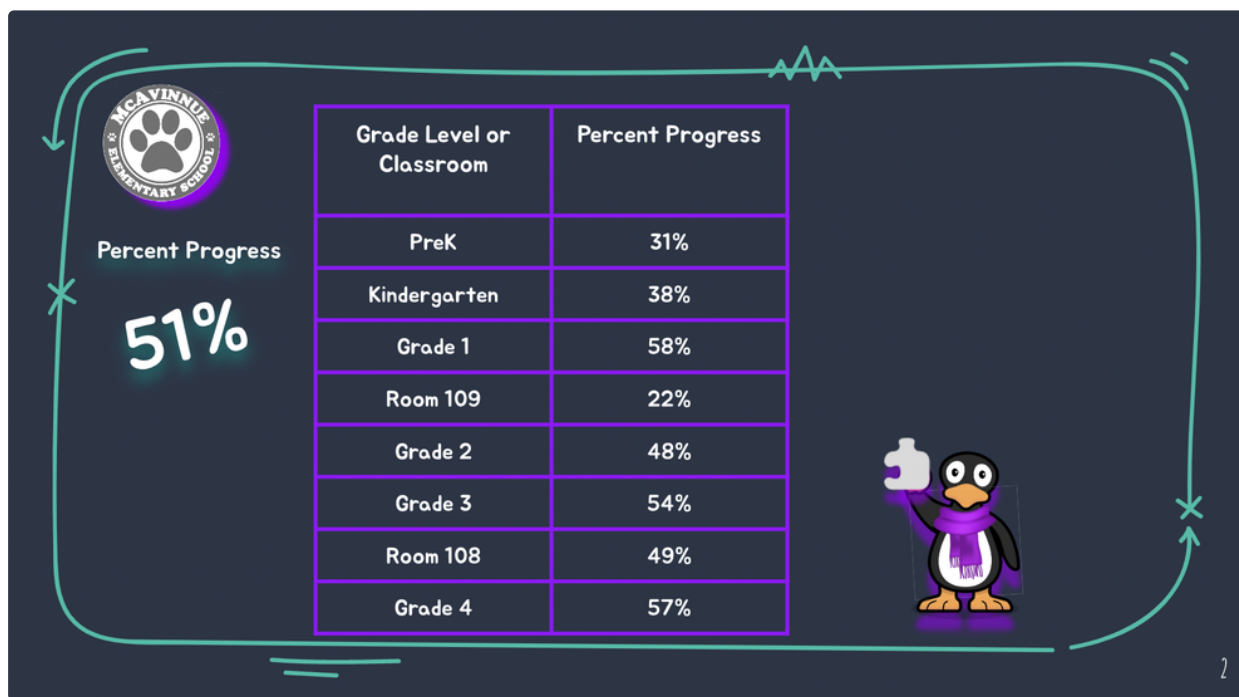 McAVINNUE
ELEMENTARY SCHOOL
Percent Progress
51%
Grade Level or
Classroom
Percent Progress
PreK
31%
Kindergarten
38%
Grade 1
58%
Room 109
22%
Grade 2
48%
Grade 3
54%
Room 108
49%
Grade 4
57%
2